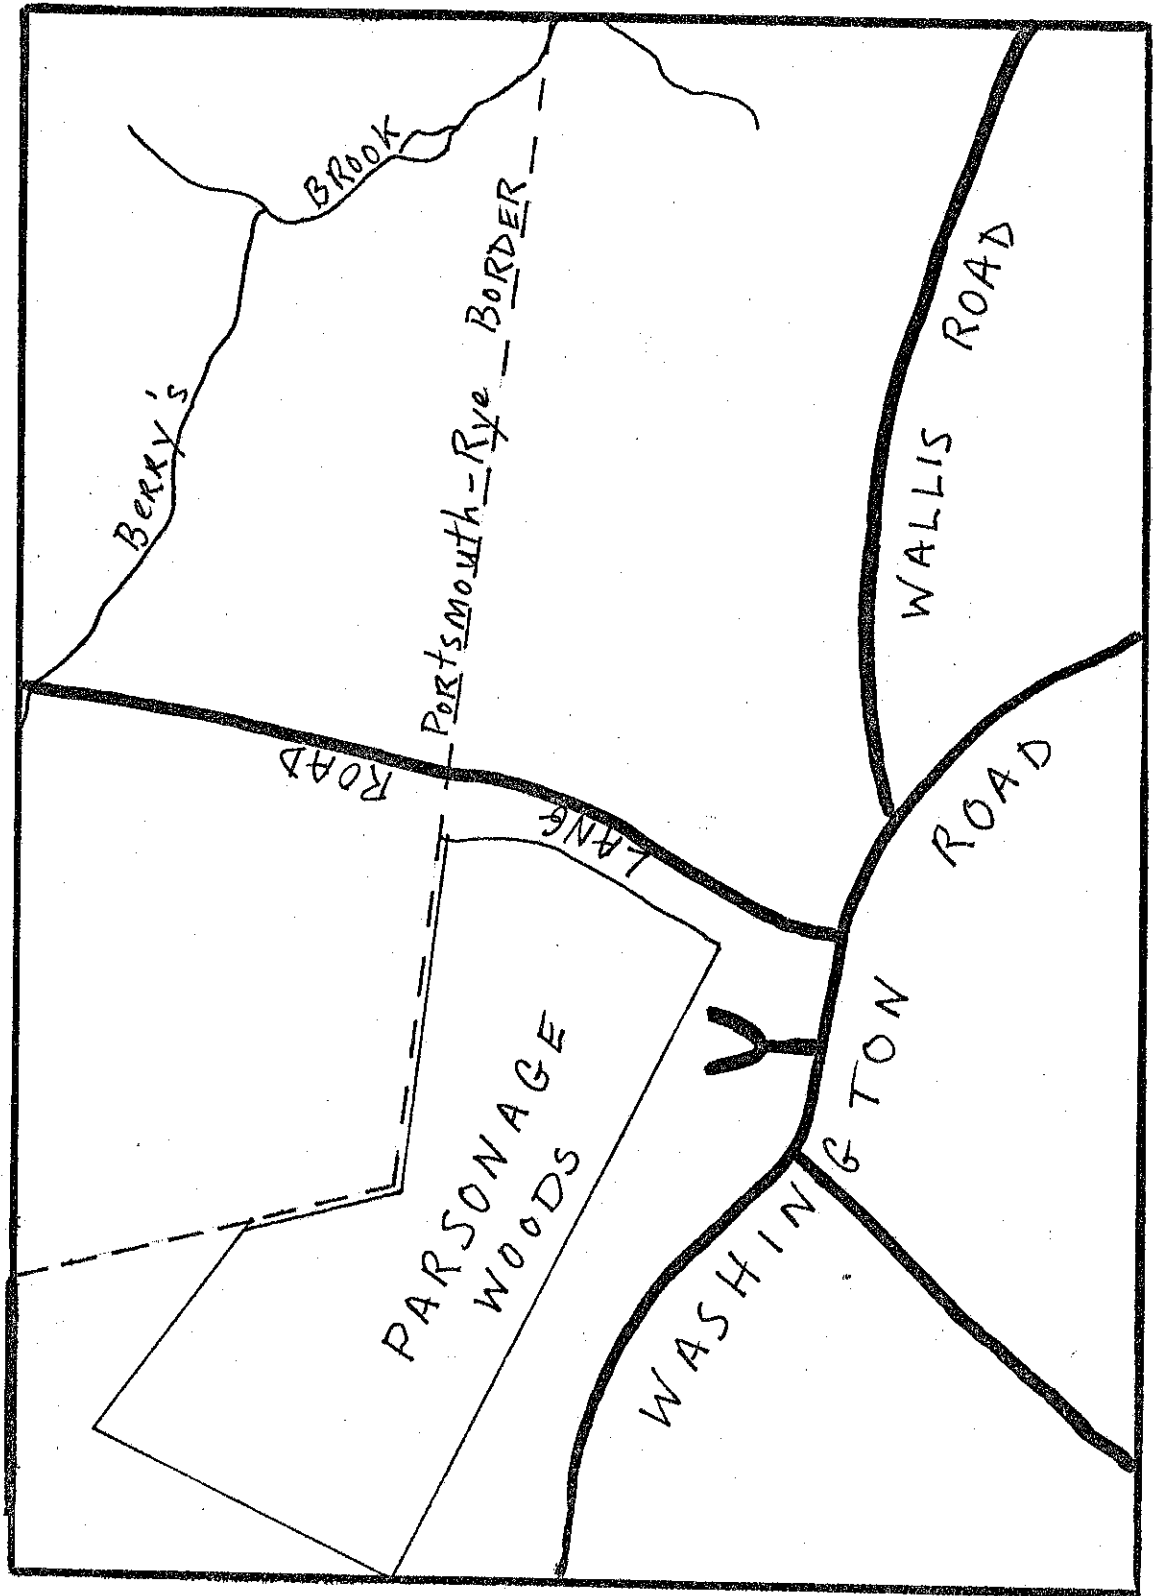 BeRRy's
BROOK
PoRtsMouth-Rye BORDER
WALLIS ROAD
LANG ROAD
PARSONAGE
WOODS
WASHINGTON ROAD